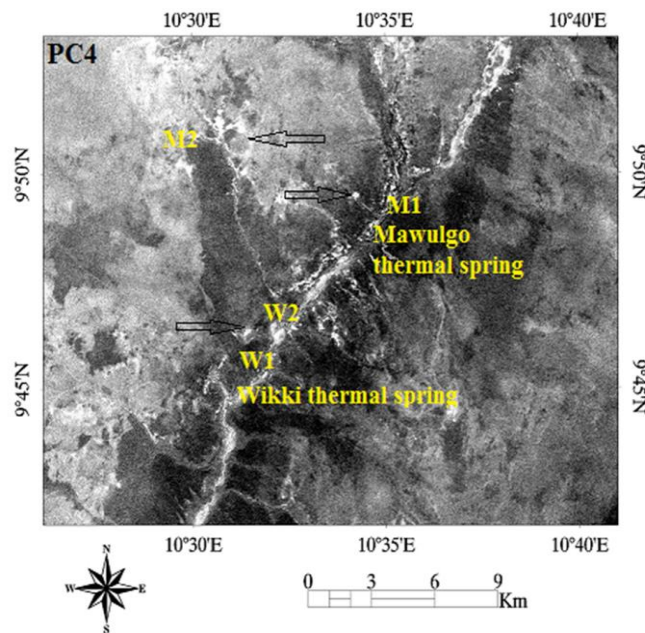 10°30'E 10°35'E 10°40'E
PC4
M2
9°50'N 9°50'N
M1
Mawulgo
thermal spring
W2
W1
9°45'N 9°45'N
Wikki thermal spring
10°30'E 10°35'E 10°40'E
N
W E
S
0 3 6 9
Km